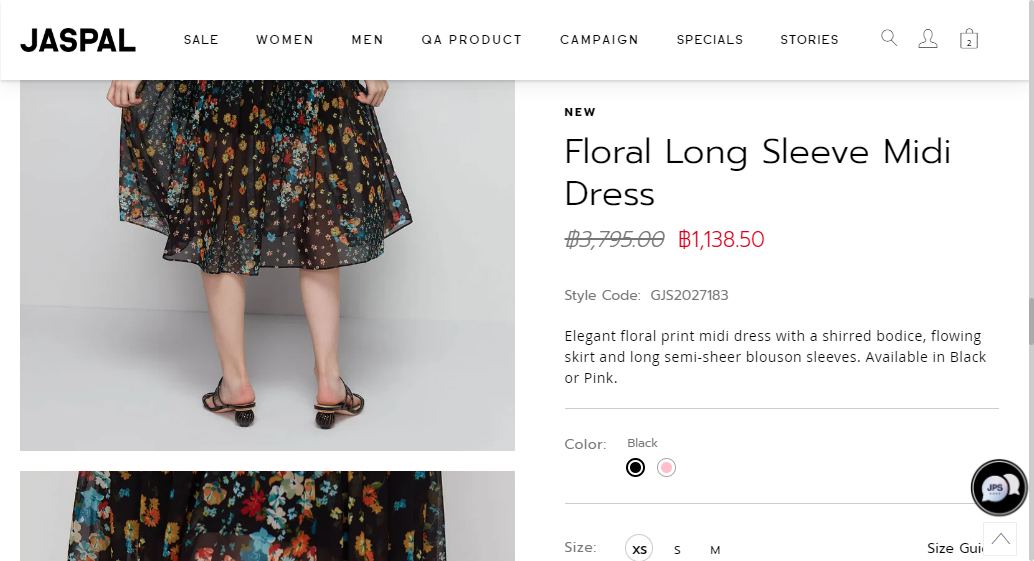 JASPAL
SALE WOMEN MEN QA PRODUCT CAMPAIGN SPECIALS STORIES
2
NEW
Floral Long Sleeve Midi
Dress
฿3,795.00 ฿1,138.50
Style Code: GJS2027183
Elegant floral print midi dress with a shirred bodice, flowing
skirt and long semi-sheer blouson sleeves. Available in Black
or Pink.
Color: Black
JPS
Size: XS S M
Size